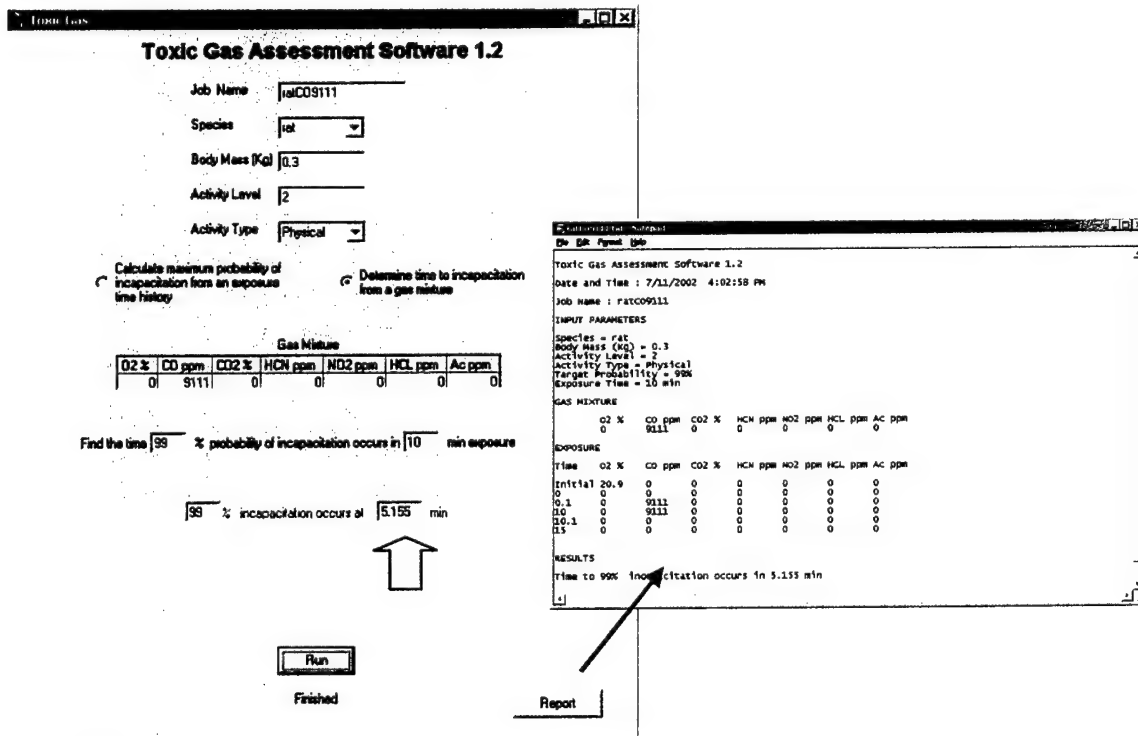 Toxic Gas
Toxic Gas Assessment Software 1.2
Job Name ratCO9111
Species rat
Body Mass (Kg) 0.3
Activity Level 2
Activity Type Physical
Calculate maximum probability of
incapacitation from an exposure
time history
Determine time to incapacitation
from a gas mixture
Gas Mixture
O2 % CO ppm CO2 % HCN ppm NO2 ppm HCL ppm Ac ppm
0 9111 0 0 0 0 0
Find the time 99 % probability of incapacitation occurs in 10 min exposure
99 % incapacitation occurs at 5.155 min
Run
Finished
Report
Notepad
File Edit Format Help
Toxic Gas Assessment Software 1.2
Date and Time : 7/11/2002 4:02:58 PM
Job Name : ratCO9111
INPUT PARAMETERS
Species = rat
Body Mass (Kg) = 0.3
Activity Level = 2
Activity Type = Physical
Target Probability = 99%
Exposure Time = 10 min
GAS MIXTURE
O2 % CO ppm CO2 % HCN ppm NO2 ppm HCL ppm Ac ppm
0 9111 0 0 0 0 0
EXPOSURE
Time O2 % CO ppm CO2 % HCN ppm NO2 ppm HCL ppm Ac ppm
Initial 20.9 0 0 0 0 0 0
0 0 0 0 0 0 0 0
0.1 0 9111 0 0 0 0 0
10 0 9111 0 0 0 0 0
10.1 0 0 0 0 0 0 0
15 0 0 0 0 0 0 0
RESULTS
Time to 99% incapacitation occurs in 5.155 min